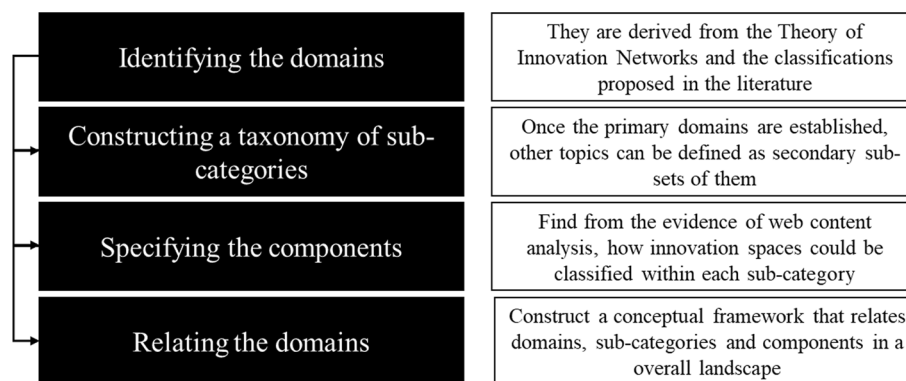 Identifying the domains
They are derived from the Theory of
Innovation Networks and the classifications
proposed in the literature
Constructing a taxonomy of sub-
categories
Once the primary domains are established,
other topics can be defined as secondary sub-
sets of them
Specifying the components
Find from the evidence of web content
analysis, how innovation spaces could be
classified within each sub-category
Relating the domains
Construct a conceptual framework that relates
domains, sub-categories and components in a
overall landscape